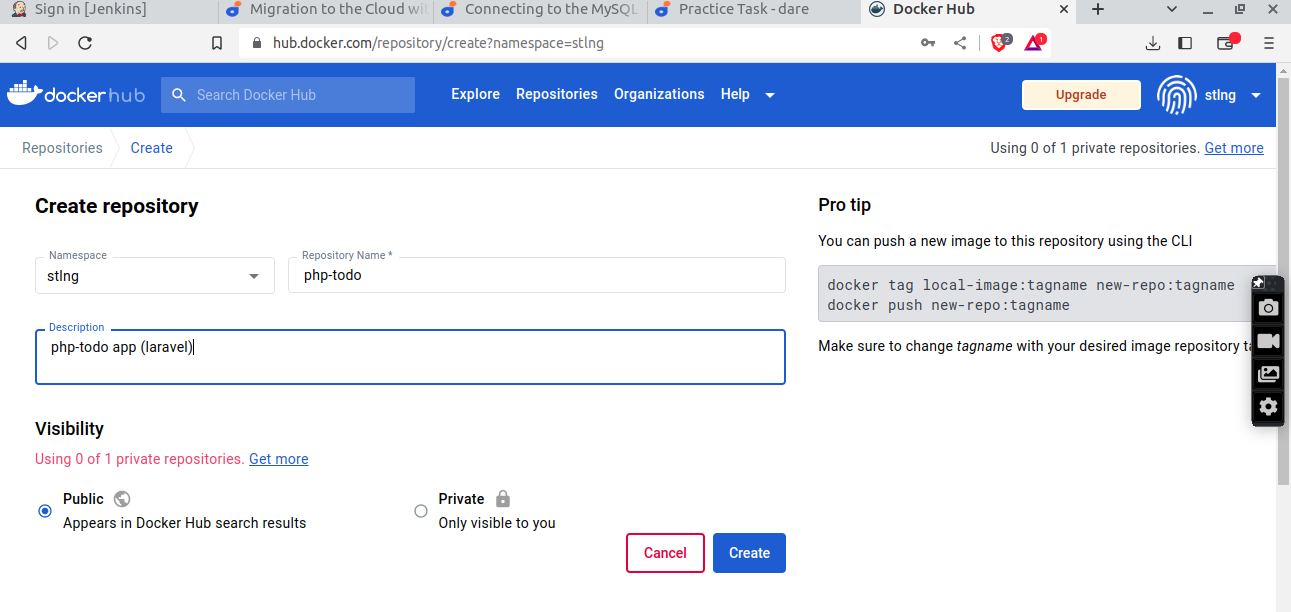 Sign in [Jenkins]
Migration to the Cloud wi
Connecting to the MySQL
Practice Task - dare
Docker Hub
hub.docker.com/repository/create?namespace=stlng
2
1
docker hub
Search Docker Hub
Explore
Repositories
Organizations
Help
Upgrade
stlng
Repositories
Create
Using 0 of 1 private repositories. Get more
Create repository
Namespace
stlng
Repository Name *
php-todo
Description
php-todo app (laravel)
Visibility
Using 0 of 1 private repositories. Get more
Public
Appears in Docker Hub search results
Private
Only visible to you
Cancel
Create
Pro tip
You can push a new image to this repository using the CLI
docker tag local-image:tagname new-repo:tagname
docker push new-repo:tagname
Make sure to change tagname with your desired image repository ta